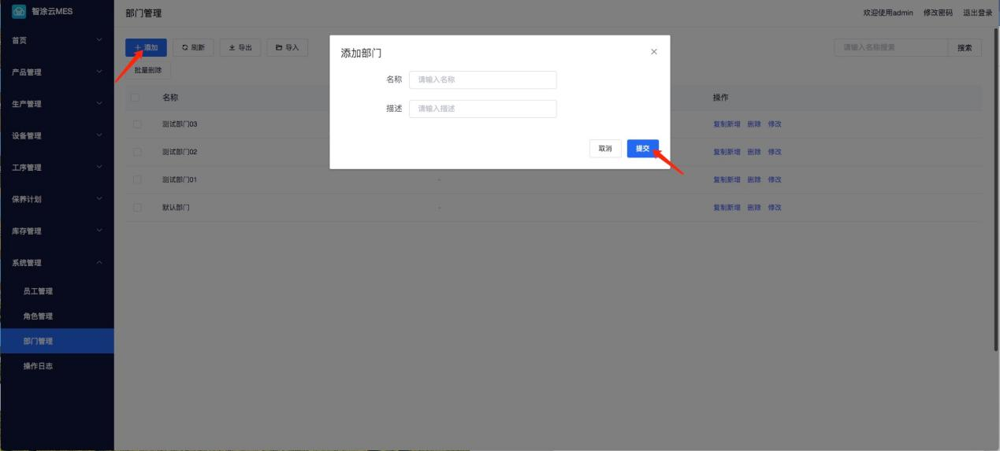 智涂云MES
部门管理
欢迎使用admin 修改密码 退出登录
首页
产品管理
生产管理
设备管理
工序管理
保养计划
库存管理
系统管理
员工管理
角色管理
部门管理
操作日志
添加 刷新 导出 导入
请输入名称搜索 搜索
批量删除
名称 操作
测试部门03 复制新增 删除 修改
测试部门02 复制新增 删除 修改
测试部门01 - 复制新增 删除 修改
默认部门 - 复制新增 删除 修改
添加部门
名称 请输入名称
描述 请输入描述
取消 提交